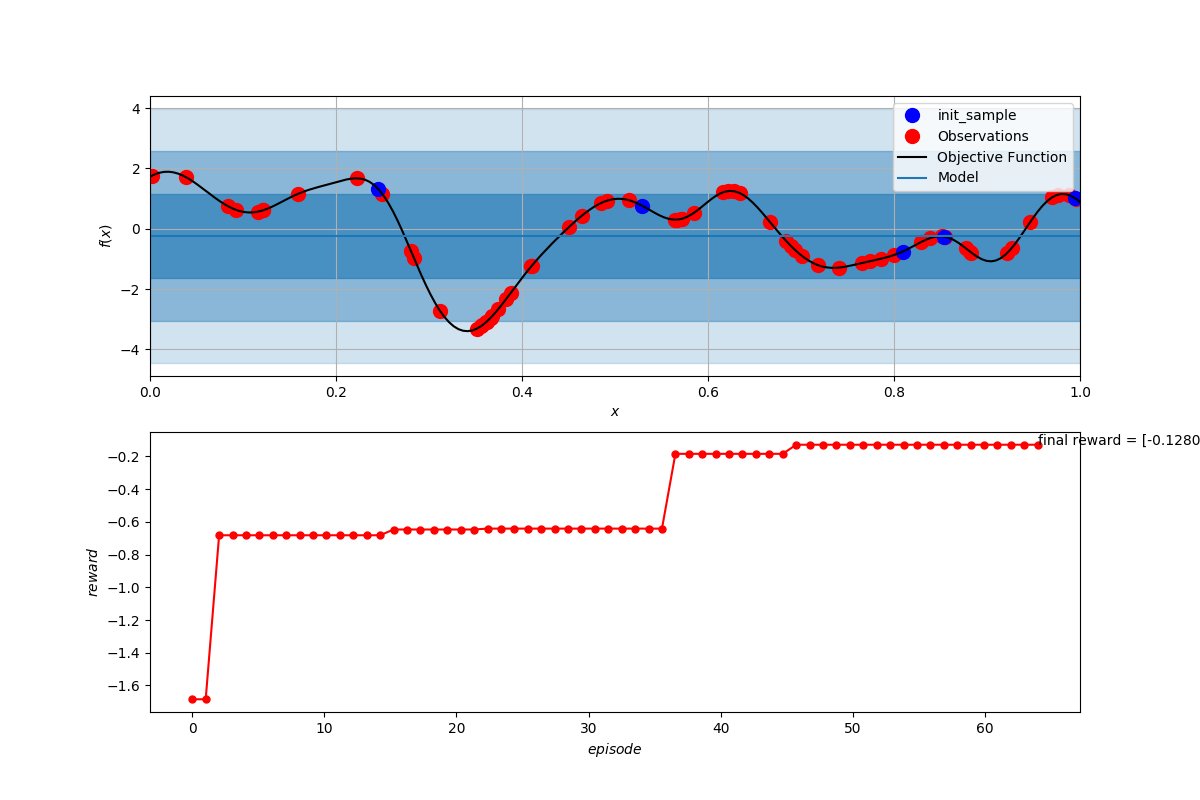 4
2
0
−2
−4
f(x)
init_sample
Observations
Objective Function
Model
0.0 0.2 0.4 0.6 0.8 1.0
x
final reward = [-0.1280
−0.2
−0.4
−0.6
−0.8
−1.0
−1.2
−1.4
−1.6
reward
0 10 20 30 40 50 60
episode